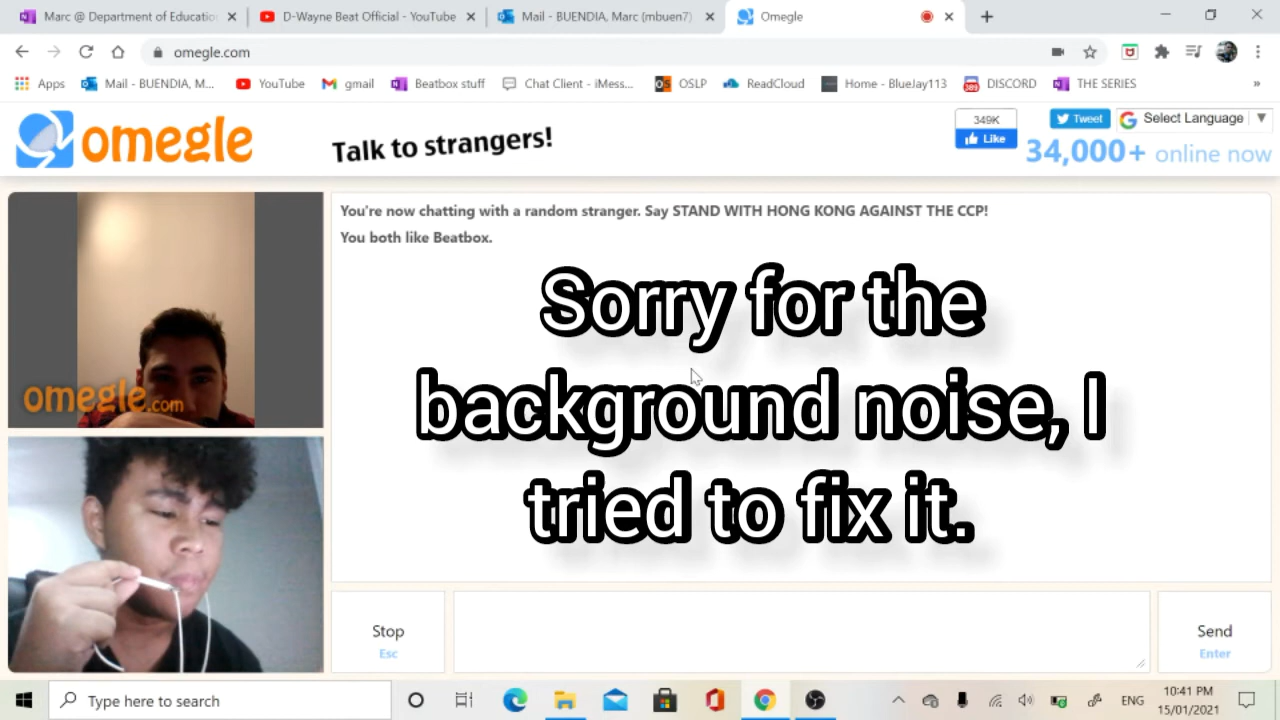 Marc @ Department of Educatio
D-Wayne Beat Official - YouTube
Mail - BUENDIA, Marc (mbuen7)
Omegle
omegle.com
Apps
Mail - BUENDIA, M...
YouTube
gmail
Beatbox stuff
Chat Client - iMess...
OSLP
ReadCloud
Home - BlueJay113
DISCORD
THE SERIES
»
omegle
Talk to strangers!
349K
Like
Tweet
Select Language
34,000+ online now
You're now chatting with a random stranger. Say STAND WITH HONG KONG AGAINST THE CCP!
You both like Beatbox.
Sorry for the
background noise, I
tried to fix it.
omegle.com
Stop
Esc
Send
Enter
Type here to search
ENG
10:41 PM
15/01/2021